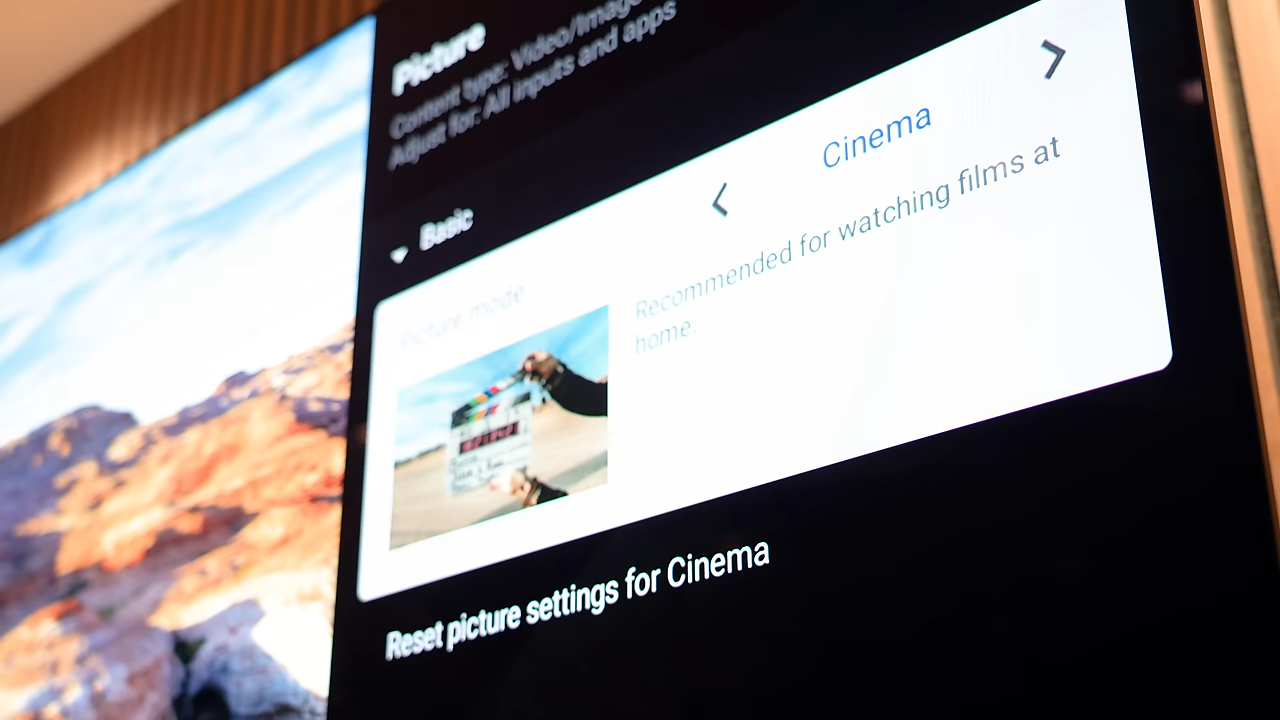 Picture
Content type: Video/Image
Adjust for: All inputs and apps
Basic
Picture mode
Cinema
Recommended for watching films at
home.
Reset picture settings for Cinema